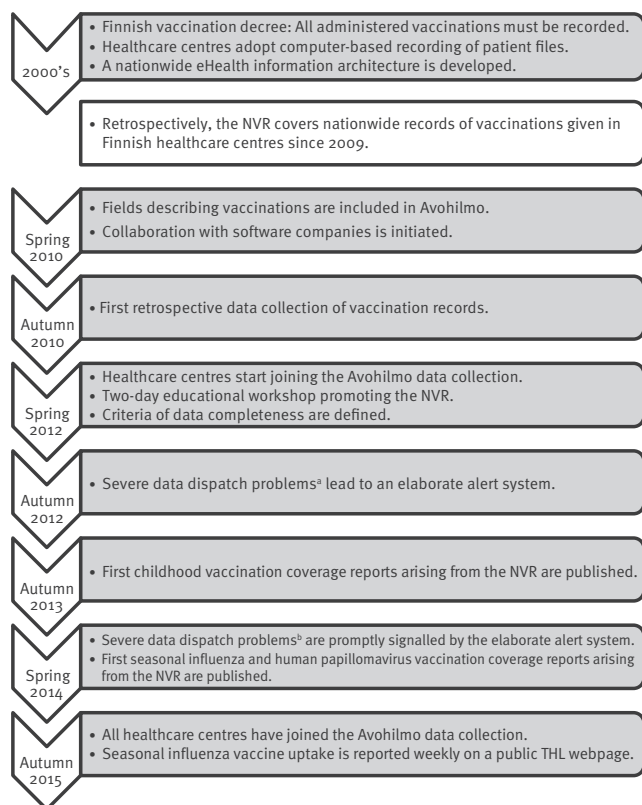 2000's
• Finnish vaccination decree: All administered vaccinations must be recorded.
• Healthcare centres adopt computer-based recording of patient files.
• A nationwide eHealth information architecture is developed.
• Retrospectively, the NVR covers nationwide records of vaccinations given in
Finnish healthcare centres since 2009.
Spring
2010
• Fields describing vaccinations are included in Avohilmo.
• Collaboration with software companies is initiated.
Autumn
2010
• First retrospective data collection of vaccination records.
Spring
2012
• Healthcare centres start joining the Avohilmo data collection.
• Two-day educational workshop promoting the NVR.
• Criteria of data completeness are defined.
Autumn
2012
• Severe data dispatch problemsᵃ lead to an elaborate alert system.
Autumn
2013
• First childhood vaccination coverage reports arising from the NVR are published.
Spring
2014
• Severe data dispatch problemsᵇ are promptly signalled by the elaborate alert system.
• First seasonal influenza and human papillomavirus vaccination coverage reports arising
from the NVR are published.
Autumn
2015
• All healthcare centres have joined the Avohilmo data collection.
• Seasonal influenza vaccine uptake is reported weekly on a public THL webpage.